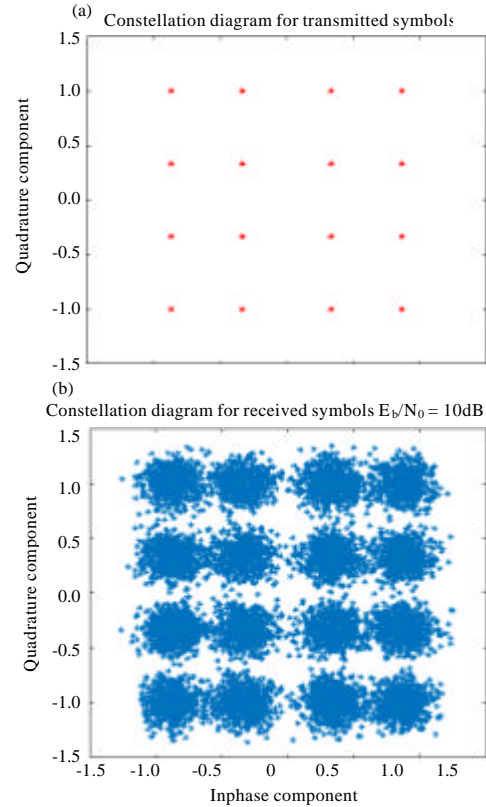 (a)
Constellation diagram for transmitted symbols
1.5
1.0
0.5
0.0
-0.5
-1.0
-1.5
Quadrature component
(b)
Constellation diagram for received symbols E_b/N_0 = 10dB
1.5
1.0
0.5
0.0
-0.5
-1.0
-1.5
Quadrature component
-1.5 -1.0 -0.5 0 0.5 1.0 1.5
Inphase component